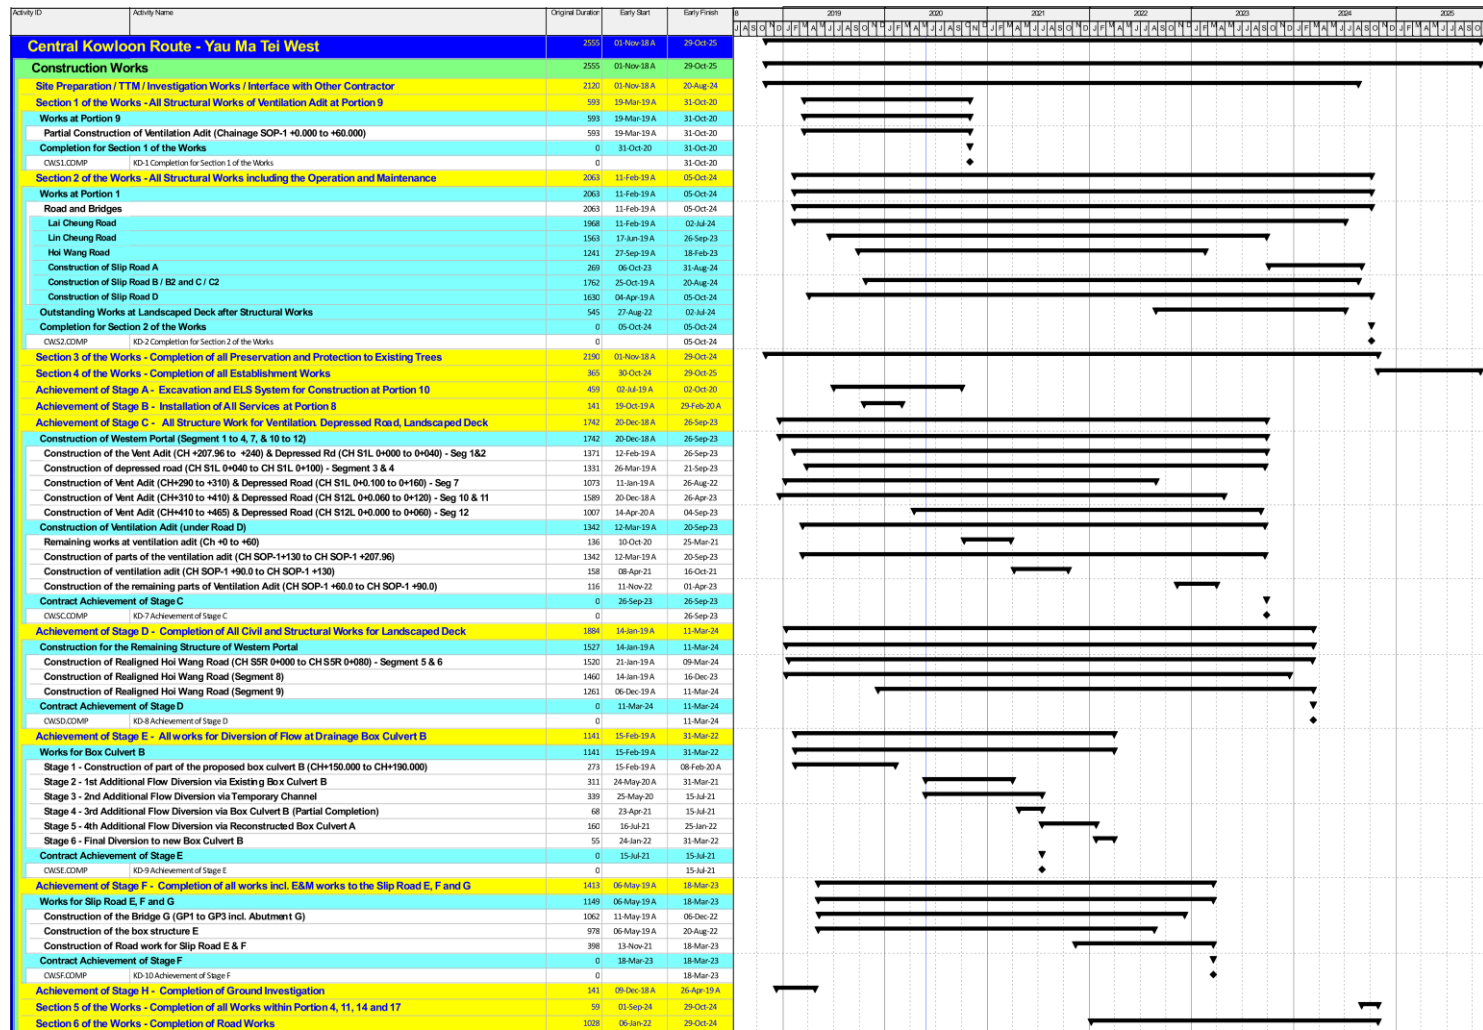 Activity ID Activity Name Original Duration Early Start Early Finish 8 2019 2020 2021 2022 2023 2024 2025
Central Kowloon Route - Yau Ma Tei West 2555 01-Nov-18 A 29-Oct-25
Construction Works 2555 01-Nov-18 A 29-Oct-25
Site Preparation / TTM / Investigation Works / Interface with Other Contractor 2120 01-Nov-18 A 20-Aug-24
Section 1 of the Works - All Structural Works of Ventilation Adit at Portion 9 593 19-Mar-19 A 31-Oct-20
Works at Portion 9 593 19-Mar-19 A 31-Oct-20
Partial Construction of Ventilation Adit (Chainage SOP-1 +0.000 to +60.000) 593 19-Mar-19 A 31-Oct-20
Completion for Section 1 of the Works 0 31-Oct-20 31-Oct-20
CW.S1.COMP KD-1 Completion for Section 1 of the Works 0 31-Oct-20
Section 2 of the Works - All Structural Works including the Operation and Maintenance 2063 11-Feb-19 A 05-Oct-24
Works at Portion 1 2063 11-Feb-19 A 05-Oct-24
Road and Bridges 2063 11-Feb-19 A 05-Oct-24
Lai Cheung Road 1968 11-Feb-19 A 02-Jul-24
Lin Cheung Road 1563 17-Jun-19 A 26-Sep-23
Hoi Wang Road 1241 27-Sep-19 A 18-Feb-23
Construction of Slip Road A 269 06-Oct-23 31-Aug-24
Construction of Slip Road B / B2 and C / C2 1762 25-Oct-19 A 20-Aug-24
Construction of Slip Road D 1630 04-Apr-19 A 05-Oct-24
Outstanding Works at Landscaped Deck after Structural Works 545 27-Aug-22 02-Jul-24
Completion for Section 2 of the Works 0 05-Oct-24 05-Oct-24
CW.S2.COMP KD-2 Completion for Section 2 of the Works 0 05-Oct-24
Section 3 of the Works - Completion of all Preservation and Protection to Existing Trees 2190 01-Nov-18 A 29-Oct-24
Section 4 of the Works - Completion of all Establishment Works 365 30-Oct-24 29-Oct-25
Achievement of Stage A - Excavation and ELS System for Construction at Portion 10 459 02-Jul-19 A 02-Oct-20
Achievement of Stage B - Installation of All Services at Portion 8 141 19-Oct-19 A 29-Feb-20 A
Achievement of Stage C - All Structure Work for Ventilation. Depressed Road, Landscaped Deck 1742 20-Dec-18 A 26-Sep-23
Construction of Western Portal (Segment 1 to 4, 7, & 10 to 12) 1742 20-Dec-18 A 26-Sep-23
Construction of the Vent Adit (CH +207.96 to +240) & Depressed Rd (CH S1L 0+000 to 0+040) - Seg 1&2 1371 12-Feb-19 A 26-Sep-23
Construction of depressed road (CH S1L 0+040 to CH S1L 0+100) - Segment 3 & 4 1331 26-Mar-19 A 21-Sep-23
Construction of Vent Adit (CH+290 to +310) & Depressed Road (CH S1L 0+0.100 to 0+160) - Seg 7 1073 11-Jan-19 A 26-Aug-22
Construction of Vent Adit (CH+310 to +410) & Depressed Road (CH S12L 0+0.060 to 0+120) - Seg 10 & 11 1589 20-Dec-18 A 26-Apr-23
Construction of Vent Adit (CH+410 to +465) & Depressed Road (CH S12L 0+0.000 to 0+060) - Seg 12 1007 14-Apr-20 A 04-Sep-23
Construction of Ventilation Adit (under Road D) 1342 12-Mar-19 A 20-Sep-23
Remaining works at ventilation adit (Ch +0 to +60) 136 10-Oct-20 25-Mar-21
Construction of parts of the ventilation adit (CH SOP-1+130 to CH SOP-1 +207.96) 1342 12-Mar-19 A 20-Sep-23
Construction of ventilation adit (CH SOP-1 +90.0 to CH SOP-1 +130) 158 08-Apr-21 16-Oct-21
Construction of the remaining parts of Ventilation Adit (CH SOP-1 +60.0 to CH SOP-1 +90.0) 116 11-Nov-22 01-Apr-23
Contract Achievement of Stage C 0 26-Sep-23 26-Sep-23
CW.SC.COMP KD-7 Achievement of Stage C 0 26-Sep-23
Achievement of Stage D - Completion of All Civil and Structural Works for Landscaped Deck 1884 14-Jan-19 A 11-Mar-24
Construction for the Remaining Structure of Western Portal 1527 14-Jan-19 A 11-Mar-24
Construction of Realigned Hoi Wang Road (CH S5R 0+000 to CH S5R 0+080) - Segment 5 & 6 1520 21-Jan-19 A 09-Mar-24
Construction of Realigned Hoi Wang Road (Segment 8) 1460 14-Jan-19 A 16-Dec-23
Construction of Realigned Hoi Wang Road (Segment 9) 1261 06-Dec-19 A 11-Mar-24
Contract Achievement of Stage D 0 11-Mar-24 11-Mar-24
CW.SD.COMP KD-8 Achievement of Stage D 0 11-Mar-24
Achievement of Stage E - All works for Diversion of Flow at Drainage Box Culvert B 1141 15-Feb-19 A 31-Mar-22
Works for Box Culvert B 1141 15-Feb-19 A 31-Mar-22
Stage 1 - Construction of part of the proposed box culvert B (CH+150.000 to CH+190.000) 273 15-Feb-19 A 08-Feb-20 A
Stage 2 - 1st Additional Flow Diversion via Existing Box Culvert B 311 24-May-20 A 31-Mar-21
Stage 3 - 2nd Additional Flow Diversion via Temporary Channel 339 25-May-20 15-Jul-21
Stage 4 - 3rd Additional Flow Diversion via Box Culvert B (Partial Completion) 68 23-Apr-21 15-Jul-21
Stage 5 - 4th Additional Flow Diversion via Reconstructed Box Culvert A 160 16-Jul-21 25-Jan-22
Stage 6 - Final Diversion to new Box Culvert B 55 24-Jan-22 31-Mar-22
Contract Achievement of Stage E 0 15-Jul-21 15-Jul-21
CW.SE.COMP KD-9 Achievement of Stage E 0 15-Jul-21
Achievement of Stage F - Completion of all works incl. E&M works to the Slip Road E, F and G 1413 06-May-19 A 18-Mar-23
Works for Slip Road E, F and G 1149 06-May-19 A 18-Mar-23
Construction of the Bridge G (GP1 to GP3 incl. Abutment G) 1062 11-May-19 A 06-Dec-22
Construction of the box structure E 978 06-May-19 A 20-Aug-22
Construction of Road work for Slip Road E & F 398 13-Nov-21 18-Mar-23
Contract Achievement of Stage F 0 18-Mar-23 18-Mar-23
CW.SF.COMP KD-10 Achievement of Stage F 0 18-Mar-23
Achievement of Stage H - Completion of Ground Investigation 141 09-Dec-18 A 26-Apr-19 A
Section 5 of the Works - Completion of all Works within Portion 4, 11, 14 and 17 59 01-Sep-24 29-Oct-24
Section 6 of the Works - Completion of Road Works 1028 06-Jan-22 29-Oct-24